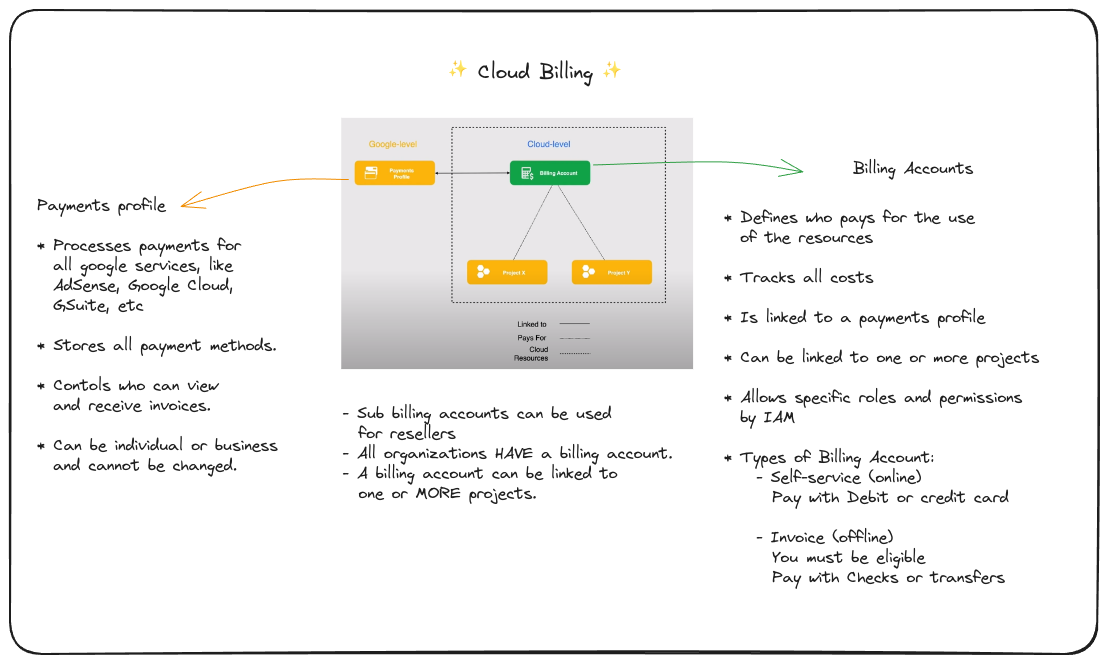 ✨ Cloud Billing ✨
Google-level
Cloud-level
Payments
Profile
Billing Account
Project X
Project Y
Linked to
Pays For
Cloud
Resources
Payments profile
* Processes payments for
all google services, like
AdSense, Google Cloud,
GSuite, etc
* Stores all payment methods.
* Contols who can view
and receive invoices.
* Can be individual or business
and cannot be changed.
- Sub billing accounts can be used
for resellers
- All organizations HAVE a billing account.
- A billing account can be linked to
one or MORE projects.
Billing Accounts
* Defines who pays for the use
of the resources
* Tracks all costs
* Is linked to a payments profile
* Can be linked to one or more projects
* Allows specific roles and permissions
by IAM
* Types of Billing Account:
- Self-service (online)
Pay with Debit or credit card
- Invoice (offline)
You must be eligible
Pay with Checks or transfers